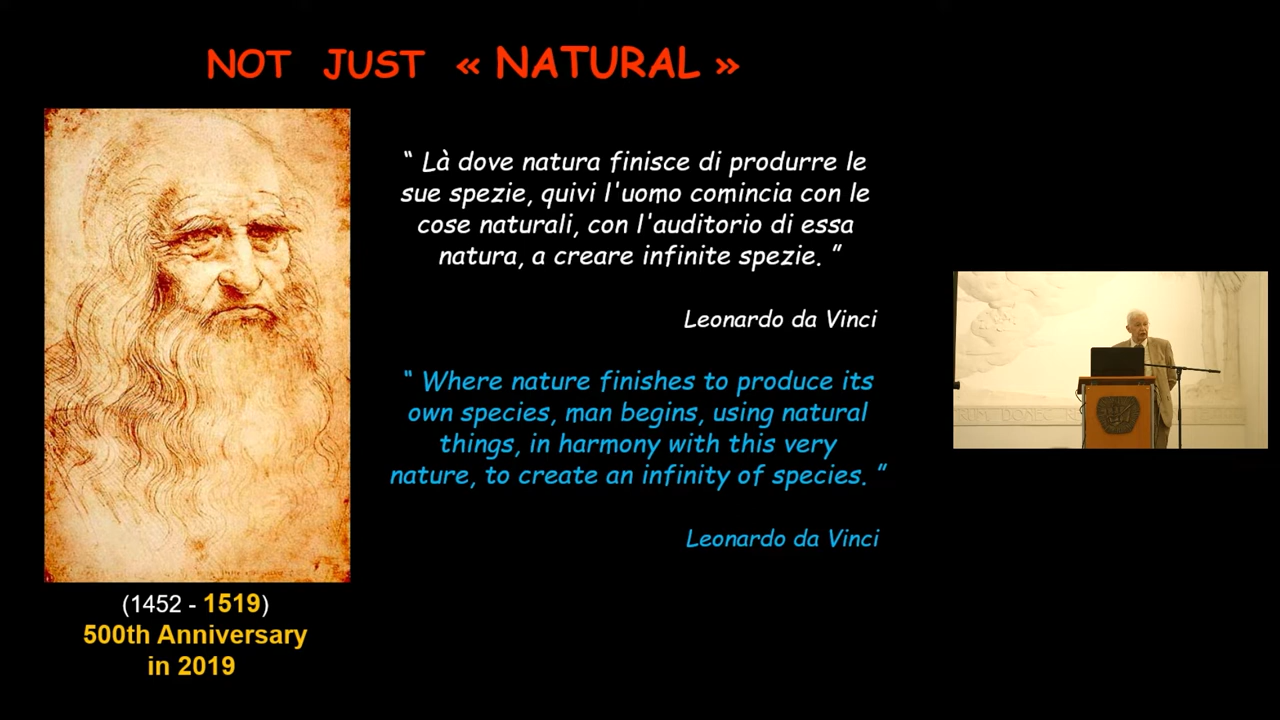 NOT JUST « NATURAL »
“ Là dove natura finisce di produrre le
sue spezie, quivi l'uomo comincia con le
cose naturali, con l'auditorio di essa
natura, a creare infinite spezie. ”
Leonardo da Vinci
“ Where nature finishes to produce its
own species, man begins, using natural
things, in harmony with this very
nature, to create an infinity of species. ”
Leonardo da Vinci
(1452 - 1519)
500th Anniversary
in 2019
DONEC